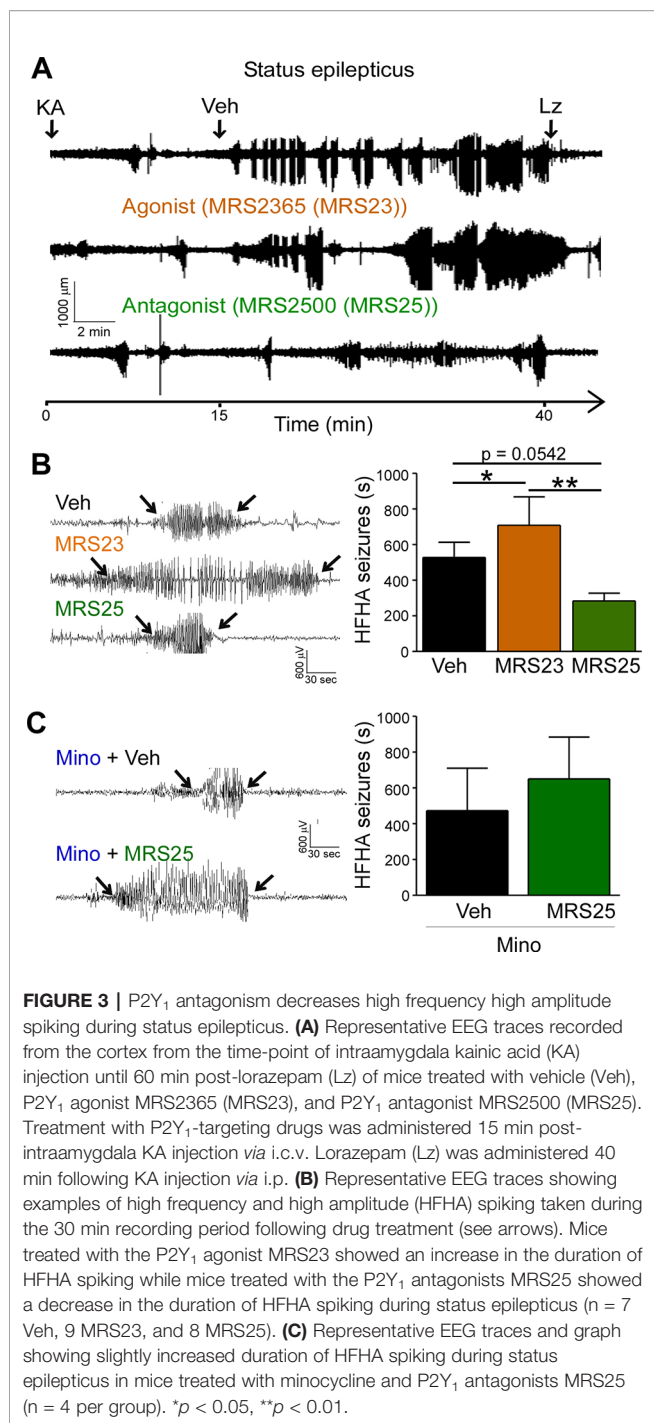 A
Status epilepticus
KA Veh Lz
Agonist (MRS2365 (MRS23))
Antagonist (MRS2500 (MRS25))
1000 µm
2 min
0 15 40
Time (min)
B
Veh
MRS23
MRS25
600 µV
30 sec
p = 0.0542
* **
HFHA seizures (s)
1000
800
600
400
200
0
Veh MRS23 MRS25
C
Mino + Veh
Mino + MRS25
600 µV
30 sec
HFHA seizures (s)
1000
800
600
400
200
0
Veh MRS25
Mino
FIGURE 3 | P2Y₁ antagonism decreases high frequency high amplitude
spiking during status epilepticus. (A) Representative EEG traces recorded
from the cortex from the time-point of intraamygdala kainic acid (KA)
injection until 60 min post-lorazepam (Lz) of mice treated with vehicle (Veh),
P2Y₁ agonist MRS2365 (MRS23), and P2Y₁ antagonist MRS2500 (MRS25).
Treatment with P2Y₁-targeting drugs was administered 15 min post-
intraamygdala KA injection via i.c.v. Lorazepam (Lz) was administered 40
min following KA injection via i.p. (B) Representative EEG traces showing
examples of high frequency and high amplitude (HFHA) spiking taken during
the 30 min recording period following drug treatment (see arrows). Mice
treated with the P2Y₁ agonist MRS23 showed an increase in the duration of
HFHA spiking while mice treated with the P2Y₁ antagonists MRS25 showed
a decrease in the duration of HFHA spiking during status epilepticus (n = 7
Veh, 9 MRS23, and 8 MRS25). (C) Representative EEG traces and graph
showing slightly increased duration of HFHA spiking during status
epilepticus in mice treated with minocycline and P2Y₁ antagonists MRS25
(n = 4 per group). *p < 0.05, **p < 0.01.